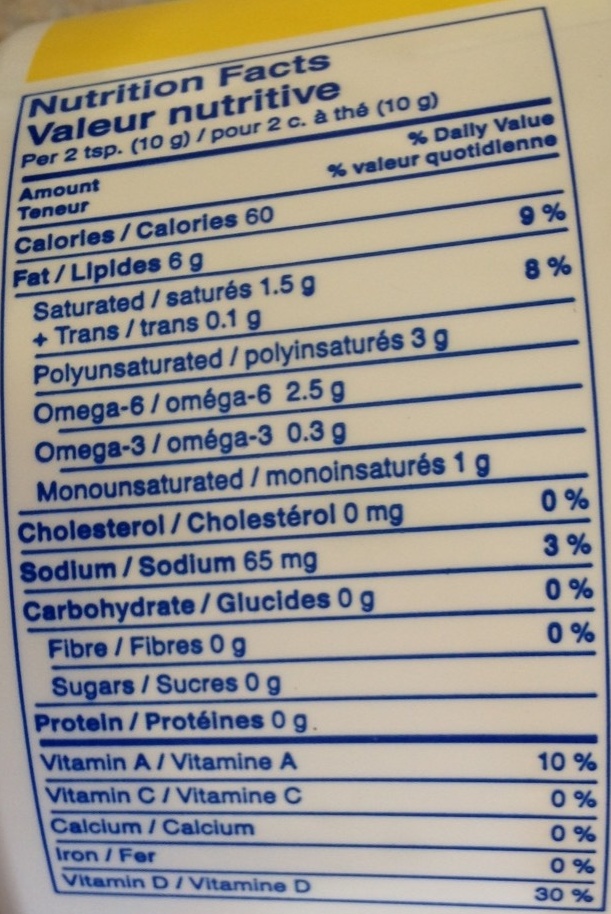 Nutrition Facts
Valeur nutritive
Per 2 tsp. (10 g) / pour 2 c. à thé (10 g)
Amount % Daily Value
Teneur % valeur quotidienne
Calories / Calories 60
Fat / Lipides 6 g 9 %
Saturated / saturés 1.5 g 8 %
+ Trans / trans 0.1 g
Polyunsaturated / polyinsaturés 3 g
Omega-6 / oméga-6 2.5 g
Omega-3 / oméga-3 0.3 g
Monounsaturated / monoinsaturés 1 g
Cholesterol / Cholestérol 0 mg 0 %
Sodium / Sodium 65 mg 3 %
Carbohydrate / Glucides 0 g 0 %
Fibre / Fibres 0 g 0 %
Sugars / Sucres 0 g
Protein / Protéines 0 g.
Vitamin A / Vitamine A 10 %
Vitamin C / Vitamine C 0 %
Calcium / Calcium 0 %
Iron / Fer 0 %
Vitamin D / Vitamine D 30 %